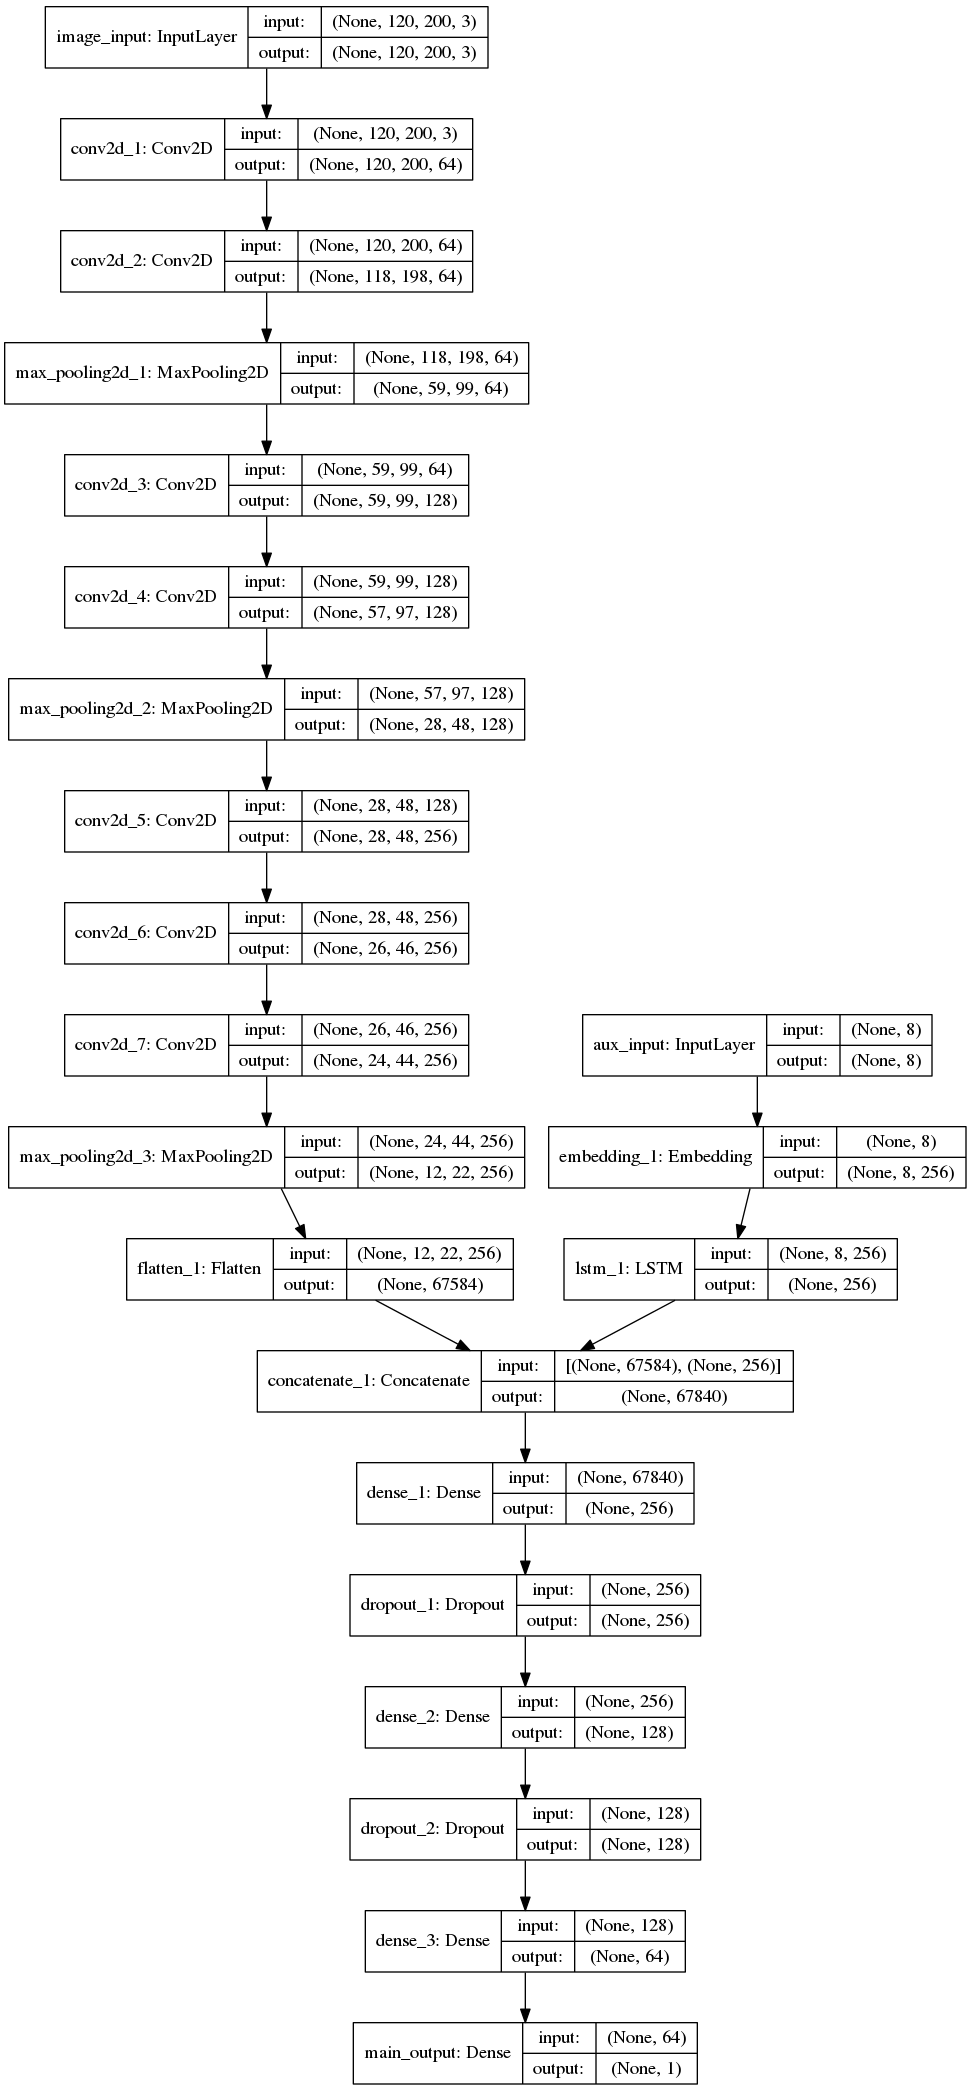 image_input: InputLayer
input: (None, 120, 200, 3)
output: (None, 120, 200, 3)
conv2d_1: Conv2D
input: (None, 120, 200, 3)
output: (None, 120, 200, 64)
conv2d_2: Conv2D
input: (None, 120, 200, 64)
output: (None, 118, 198, 64)
max_pooling2d_1: MaxPooling2D
input: (None, 118, 198, 64)
output: (None, 59, 99, 64)
conv2d_3: Conv2D
input: (None, 59, 99, 64)
output: (None, 59, 99, 128)
conv2d_4: Conv2D
input: (None, 59, 99, 128)
output: (None, 57, 97, 128)
max_pooling2d_2: MaxPooling2D
input: (None, 57, 97, 128)
output: (None, 28, 48, 128)
conv2d_5: Conv2D
input: (None, 28, 48, 128)
output: (None, 28, 48, 256)
conv2d_6: Conv2D
input: (None, 28, 48, 256)
output: (None, 26, 46, 256)
conv2d_7: Conv2D
input: (None, 26, 46, 256)
output: (None, 24, 44, 256)
aux_input: InputLayer
input: (None, 8)
output: (None, 8)
max_pooling2d_3: MaxPooling2D
input: (None, 24, 44, 256)
output: (None, 12, 22, 256)
embedding_1: Embedding
input: (None, 8)
output: (None, 8, 256)
flatten_1: Flatten
input: (None, 12, 22, 256)
output: (None, 67584)
lstm_1: LSTM
input: (None, 8, 256)
output: (None, 256)
concatenate_1: Concatenate
input: [(None, 67584), (None, 256)]
output: (None, 67840)
dense_1: Dense
input: (None, 67840)
output: (None, 256)
dropout_1: Dropout
input: (None, 256)
output: (None, 256)
dense_2: Dense
input: (None, 256)
output: (None, 128)
dropout_2: Dropout
input: (None, 128)
output: (None, 128)
dense_3: Dense
input: (None, 128)
output: (None, 64)
main_output: Dense
input: (None, 64)
output: (None, 1)